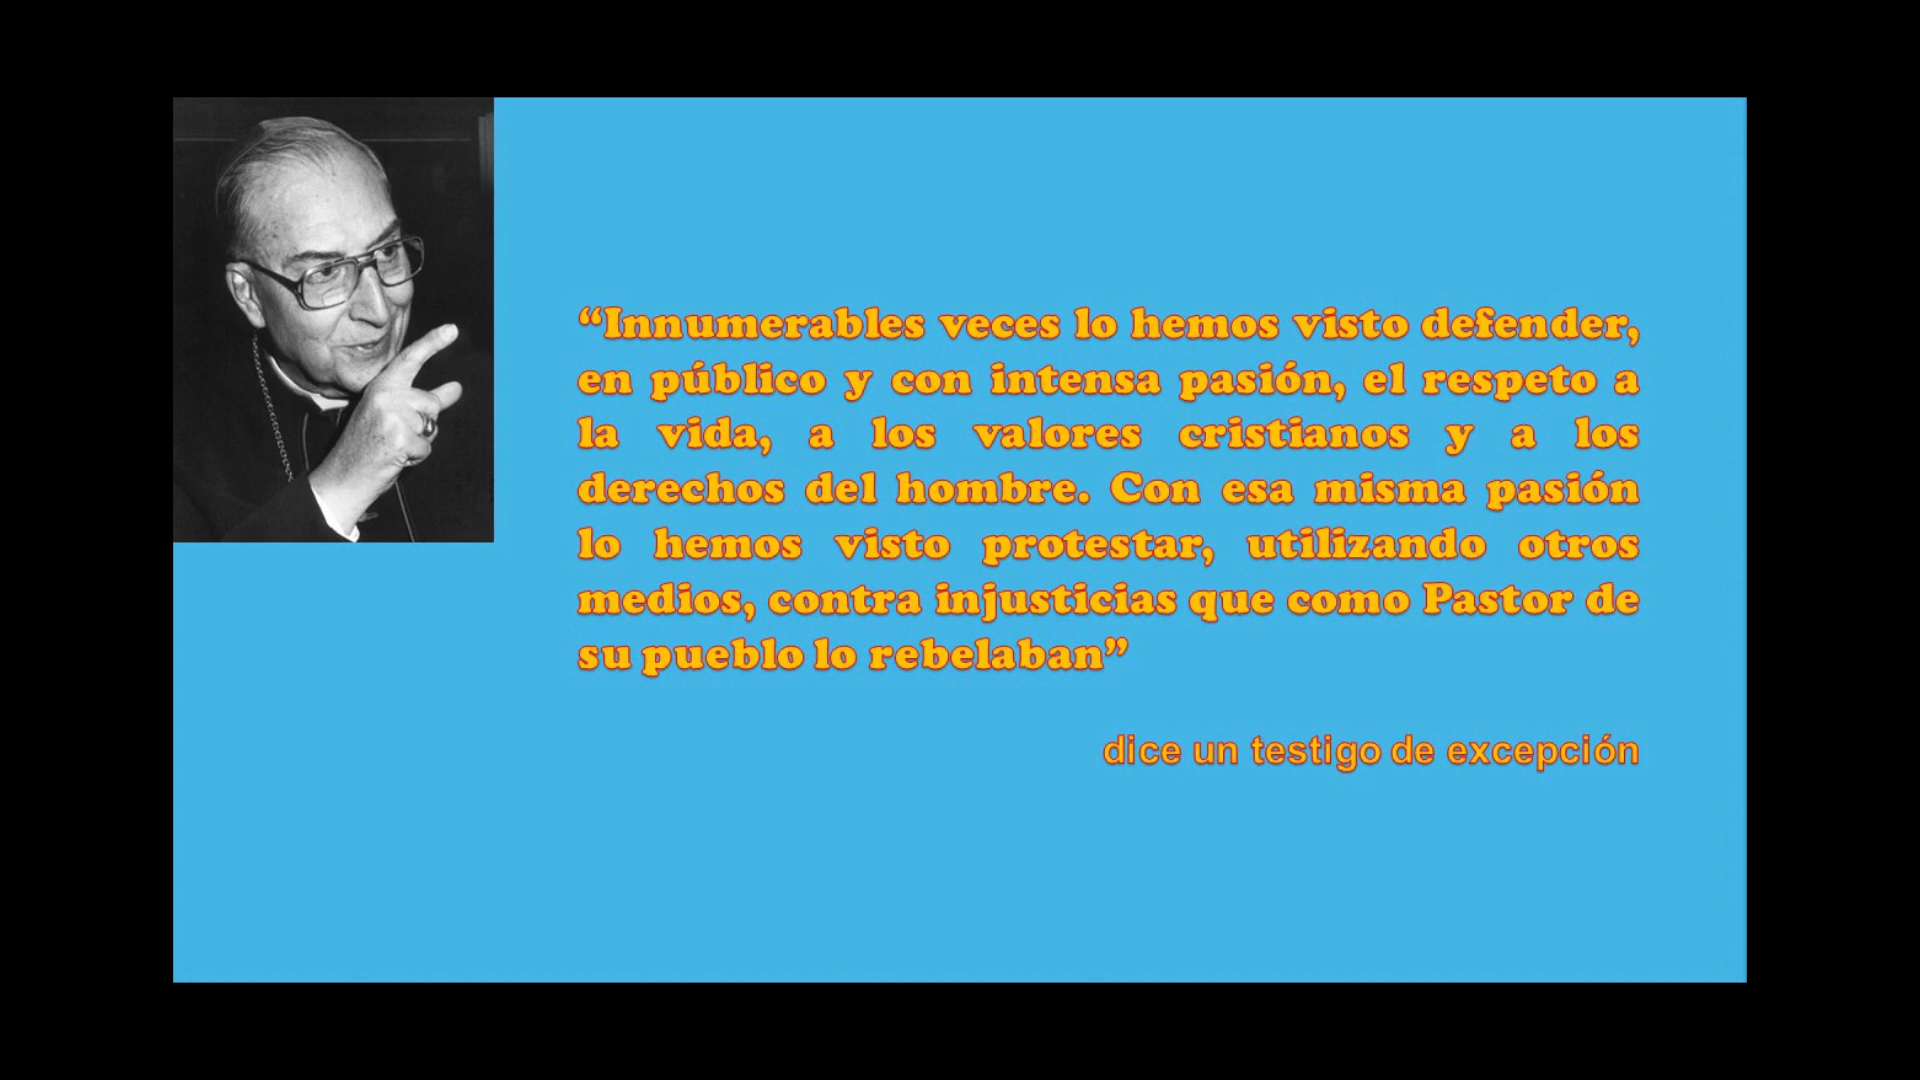 “Innumerables veces lo hemos visto defender,
en público y con intensa pasión, el respeto a
la vida, a los valores cristianos y a los
derechos del hombre. Con esa misma pasión
lo hemos visto protestar, utilizando otros
medios, contra injusticias que como Pastor de
su pueblo lo rebelaban”
dice un testigo de excepción